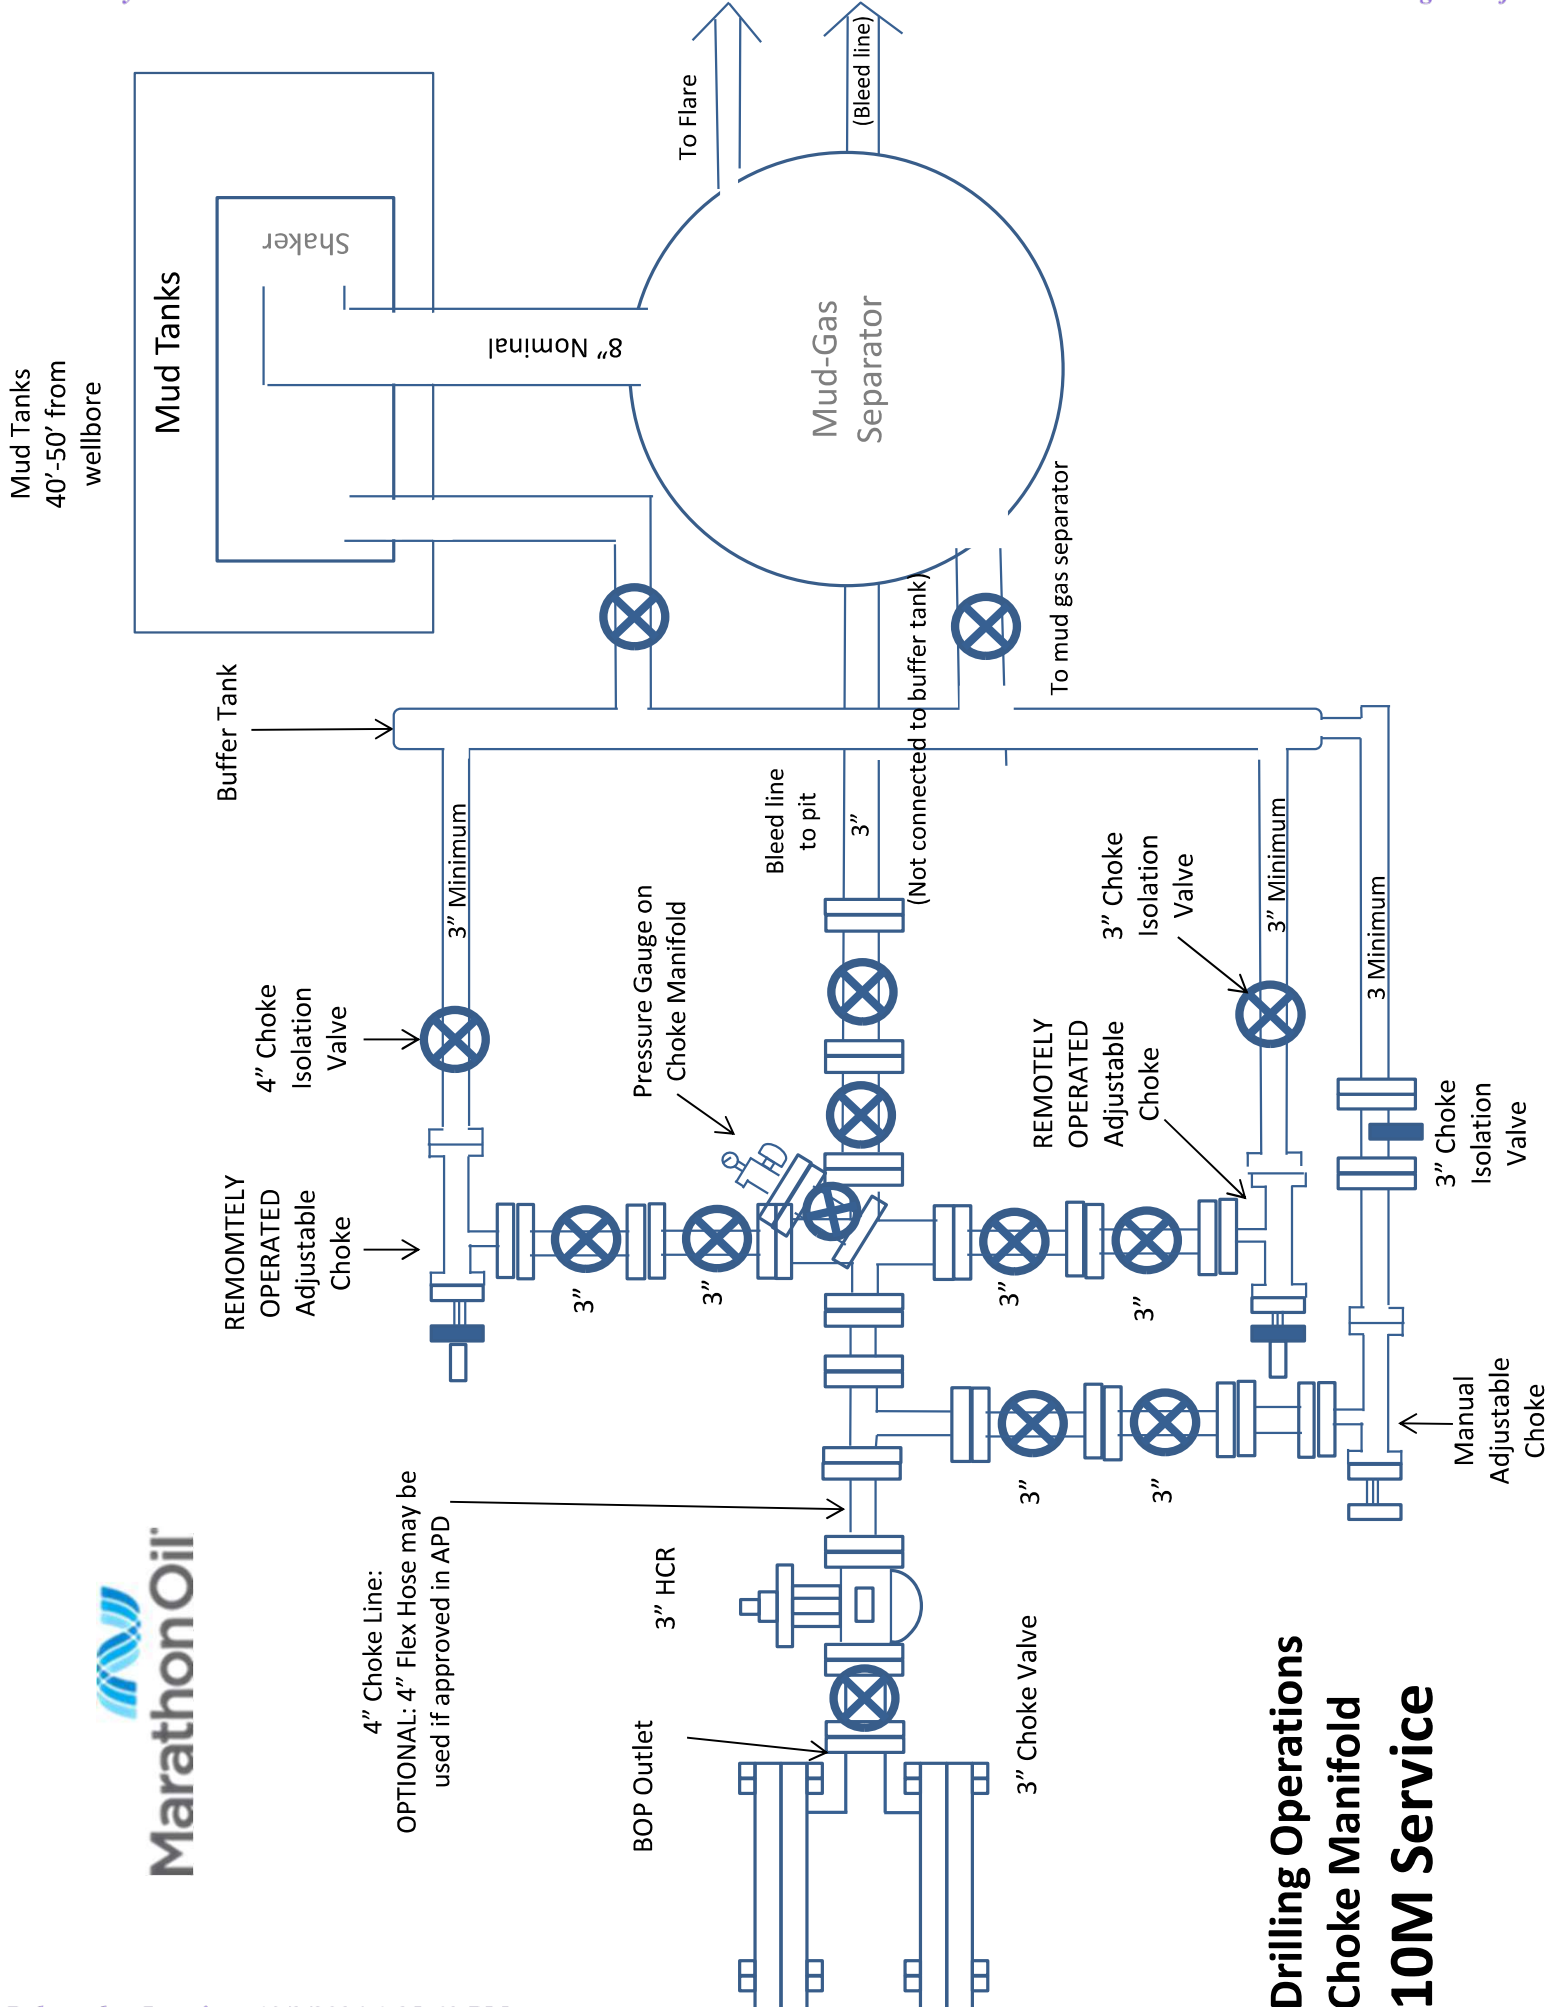 MarathonOil
Mud Tanks
40’-50’ from
wellbore
Mud Tanks
Shaker
8” Nominal
To Flare
(Bleed line)
Mud-Gas
Separator
To mud gas separator
Buffer Tank
3” Minimum
Bleed line
to pit
3”
(Not connected to buffer tank)
3” Choke
Isolation
Valve
3” Minimum
3 Minimum
4” Choke
Isolation
Valve
Pressure Gauge on
Choke Manifold
REMOTELY
OPERATED
Adjustable
Choke
3” Choke
Isolation
Valve
REMOMTELY
OPERATED
Adjustable
Choke
3”
3”
3”
3”
Manual
Adjustable
Choke
3”
3”
4” Choke Line:
OPTIONAL: 4” Flex Hose may be
used if approved in APD
3” HCR
BOP Outlet
3” Choke Valve
Drilling Operations
Choke Manifold
10M Service